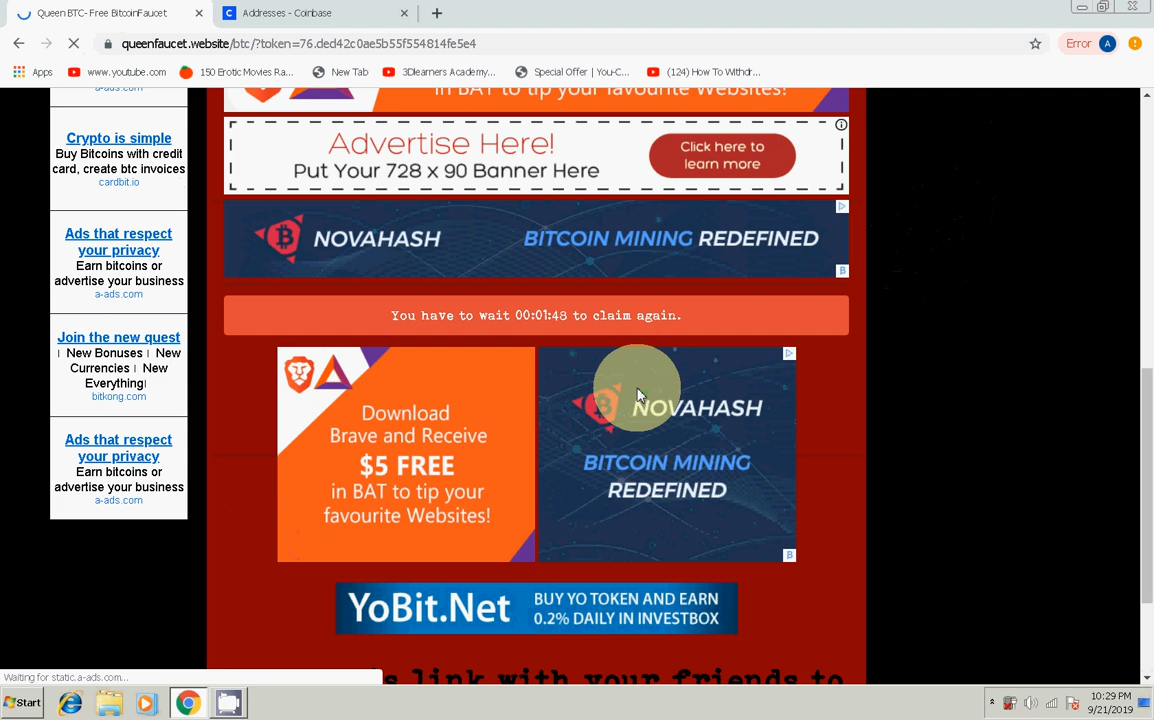 Queen BTC- Free BitcoinFaucet
Addresses - Coinbase
queenfaucet.website/btc/?token=76.ded42c0ae5b55f554814fe5e4
Error
A
Apps
www.youtube.com
150 Erotic Movies Ra...
New Tab
3Dlearners Academy...
Special Offer | You-C...
(124) How To Withdr...
a-ads.com
Crypto is simple
Buy Bitcoins with credit
card, create btc invoices
cardbit.io
Ads that respect
your privacy
Earn bitcoins or
advertise your business
a-ads.com
Join the new quest
| New Bonuses | New
Currencies | New
Everything|
bitkong.com
Ads that respect
your privacy
Earn bitcoins or
advertise your business
a-ads.com
in BAT to tip your favourite Websites!
Advertise Here!
Put Your 728 x 90 Banner Here
Click here to
learn more
NOVAHASH
BITCOIN MINING REDEFINED
You have to wait 00:01:48 to claim again.
Download
Brave and Receive
$5 FREE
in BAT to tip your
favourite Websites!
NOVAHASH
BITCOIN MINING
REDEFINED
YoBit.Net
BUY YO TOKEN AND EARN
0.2% DAILY IN INVESTBOX
s link with your friends to
Waiting for static.a-ads.com...
Start
10:29 PM
9/21/2019